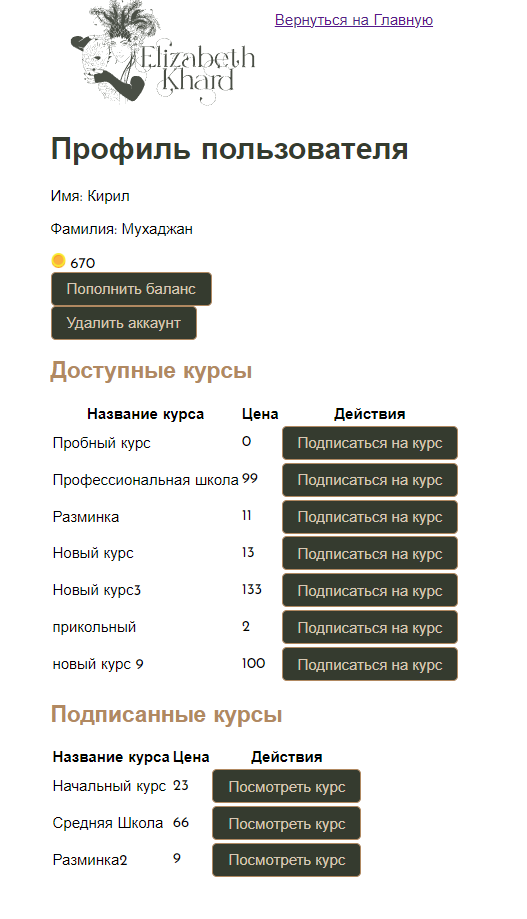 Вернуться на Главную
Elizabeth
Khard
Профиль пользователя
Имя: Кирил
Фамилия: Мухаджан
670
Пополнить баланс
Удалить аккаунт
Доступные курсы
Название курса Цена Действия
Пробный курс 0 Подписаться на курс
Профессиональная школа 99 Подписаться на курс
Разминка 11 Подписаться на курс
Новый курс 13 Подписаться на курс
Новый курс3 133 Подписаться на курс
прикольный 2 Подписаться на курс
новый курс 9 100 Подписаться на курс
Подписанные курсы
Название курса Цена Действия
Начальный курс 23 Посмотреть курс
Средняя Школа 66 Посмотреть курс
Разминка2 9 Посмотреть курс